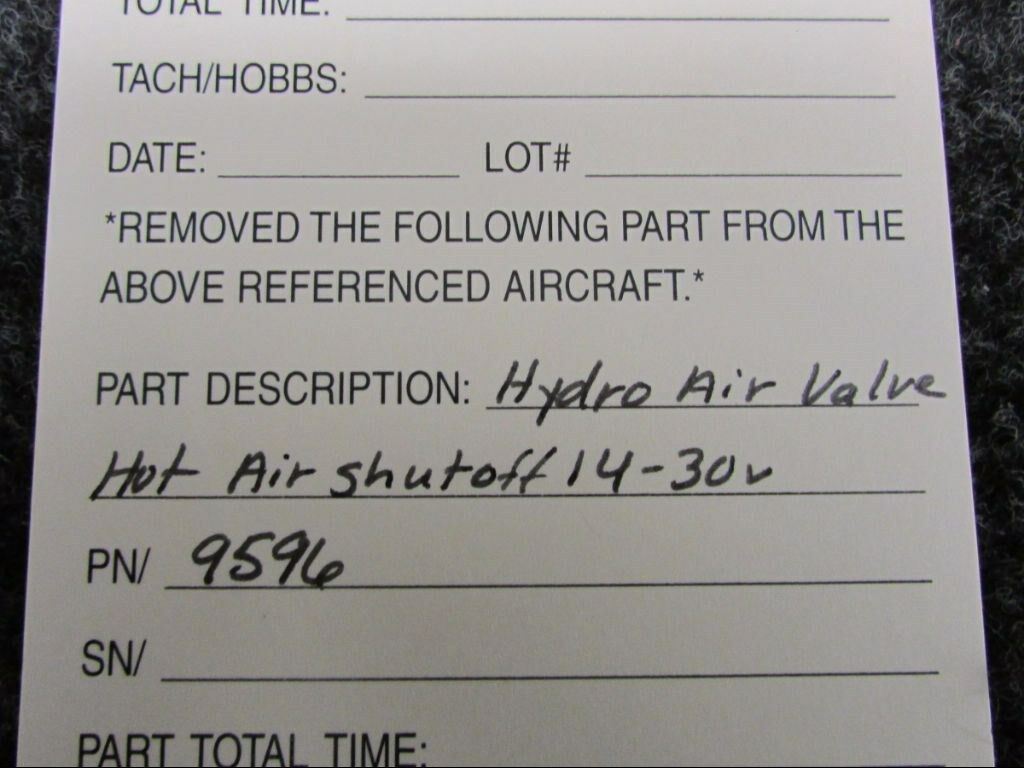 TOTAL TIME:
TACH/HOBBS:
DATE: LOT#
*REMOVED THE FOLLOWING PART FROM THE
ABOVE REFERENCED AIRCRAFT.*
PART DESCRIPTION: Hydro Air Valve
Hot Air shutoff 14-30v
PN/ 9596
SN/
PART TOTAL TIME: